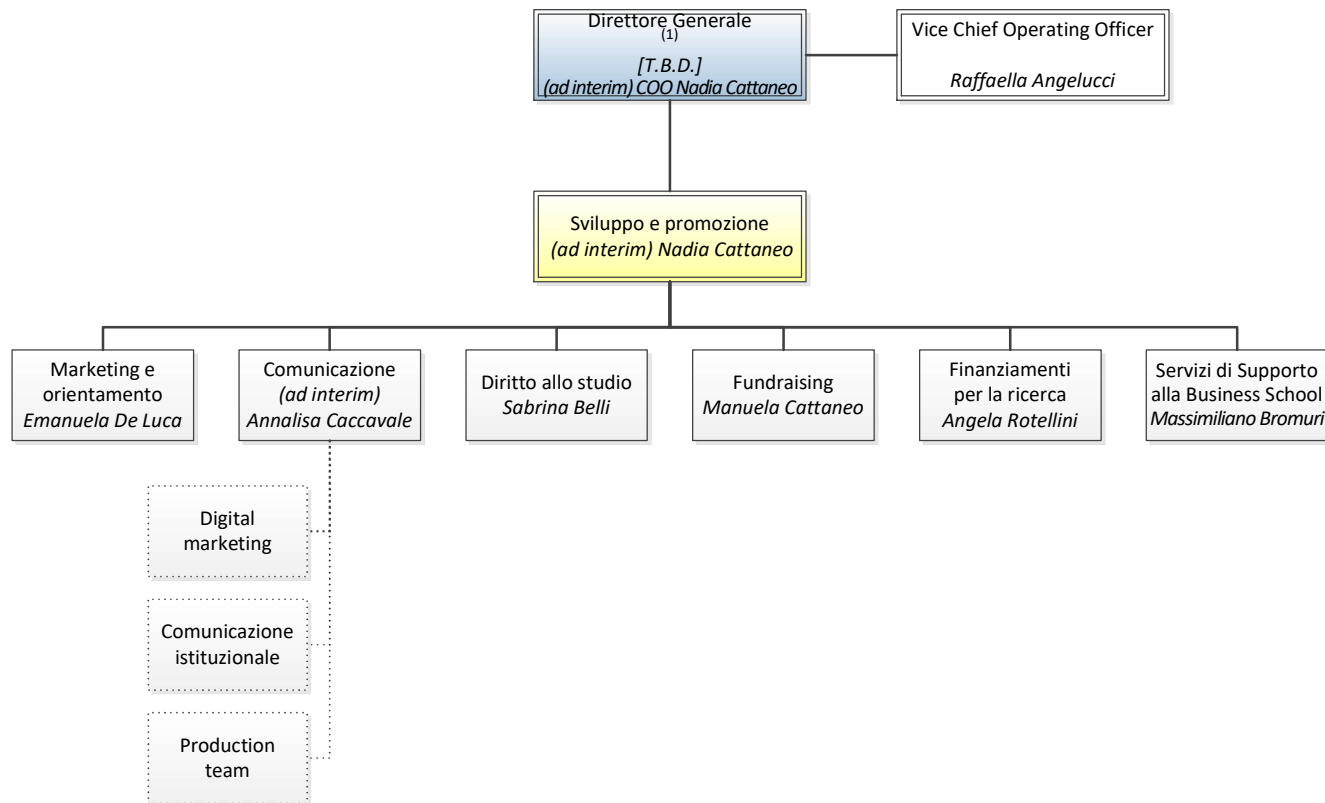 Direttore Generale
(1)
[T.B.D.]
(ad interim) COO Nadia Cattaneo
Vice Chief Operating Officer
Raffaella Angelucci
Sviluppo e promozione
(ad interim) Nadia Cattaneo
Marketing e
orientamento
Emanuela De Luca
Comunicazione
(ad interim)
Annalisa Caccavale
Diritto allo studio
Sabrina Belli
Fundraising
Manuela Cattaneo
Finanziamenti
per la ricerca
Angela Rotellini
Servizi di Supporto
alla Business School
Massimiliano Bromuri
Digital
marketing
Comunicazione
istituzionale
Production
team